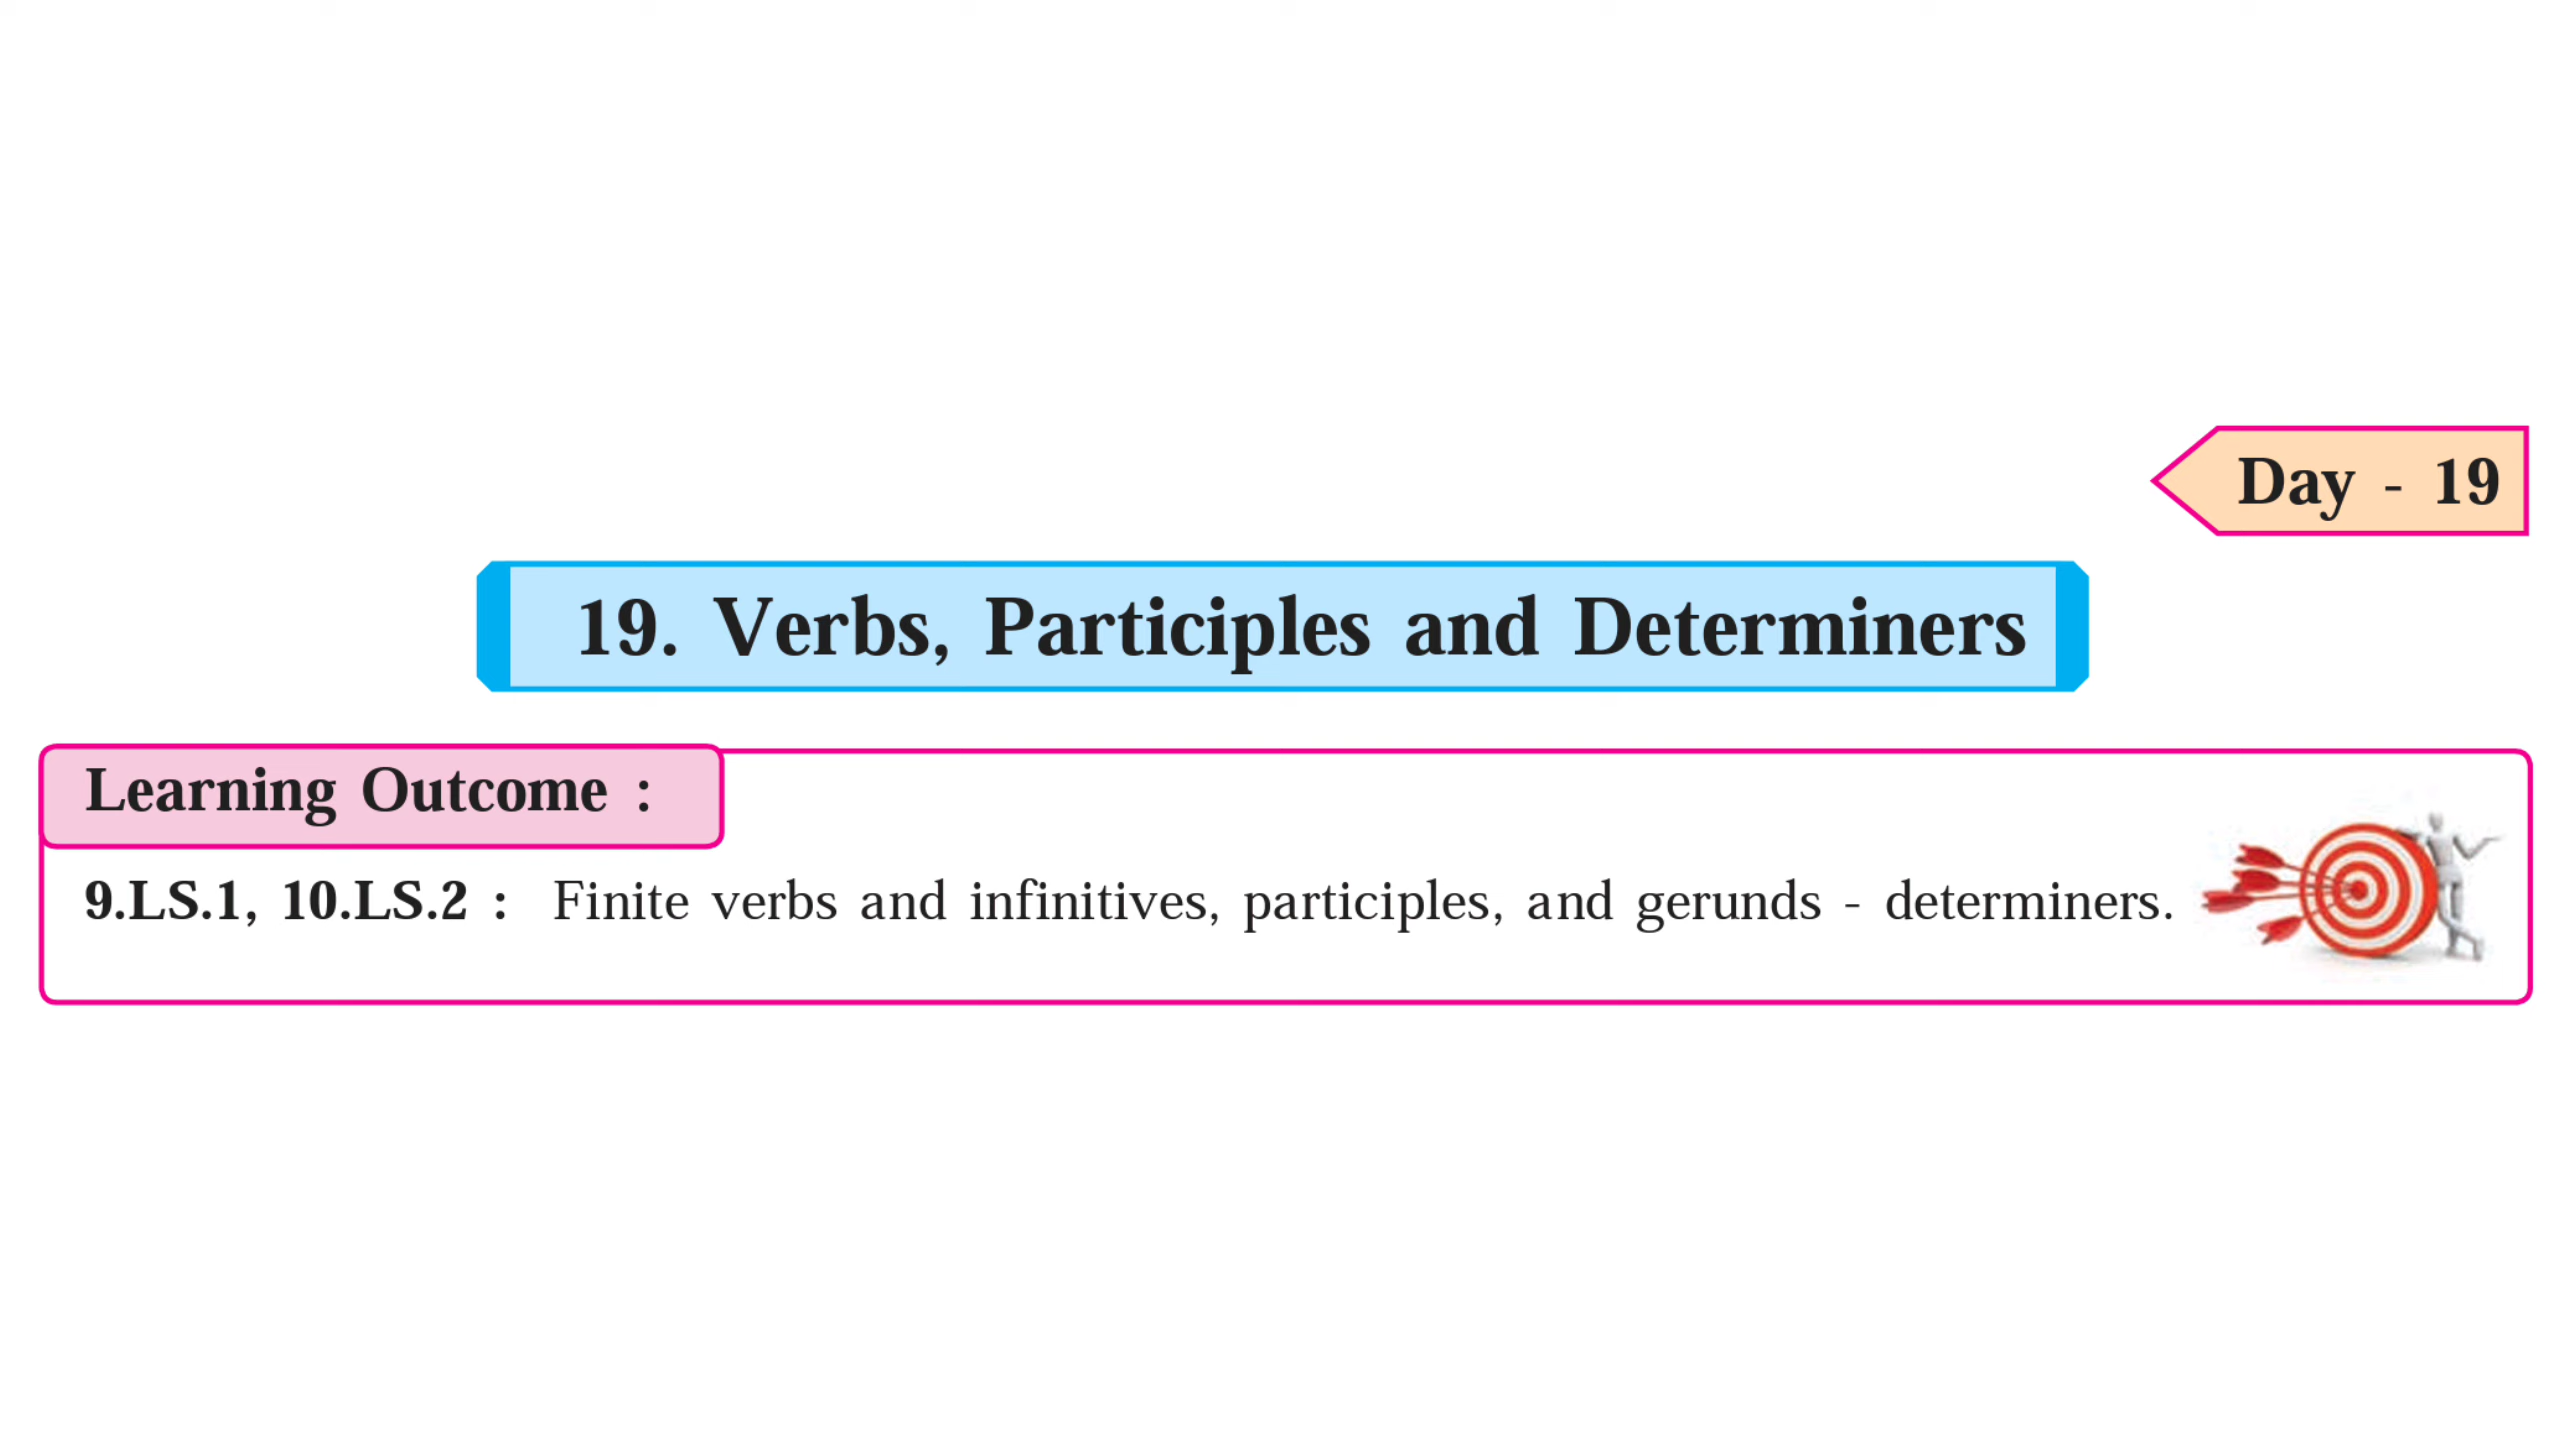 Day - 19
19. Verbs, Participles and Determiners
Learning Outcome :
9.LS.1, 10.LS.2 : Finite verbs and infinitives, participles, and gerunds - determiners.